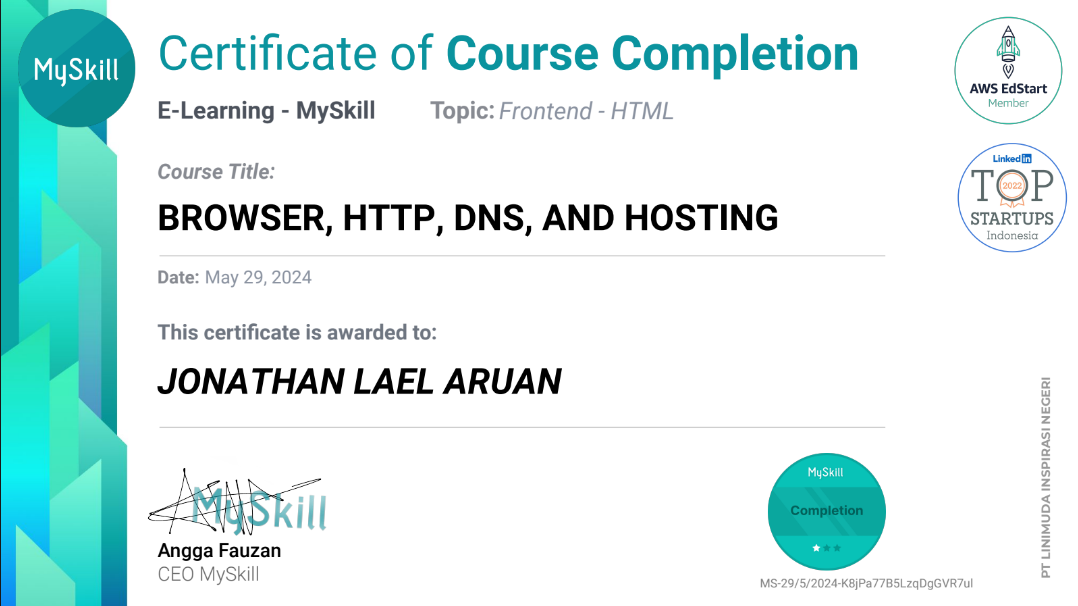 MySkill
Certificate of Course Completion
E-Learning - MySkill Topic: Frontend - HTML
AWS EdStart
Member
Course Title:
BROWSER, HTTP, DNS, AND HOSTING
Linked in
TOP
2022
STARTUPS
Indonesia
Date: May 29, 2024
This certificate is awarded to:
JONATHAN LAEL ARUAN
MySkill
Angga Fauzan
CEO MySkill
MySkill
Completion
MS-29/5/2024-K8jPa77B5LzqDgGVR7ul
PT LINIMUDA INSPIRASI NEGERI